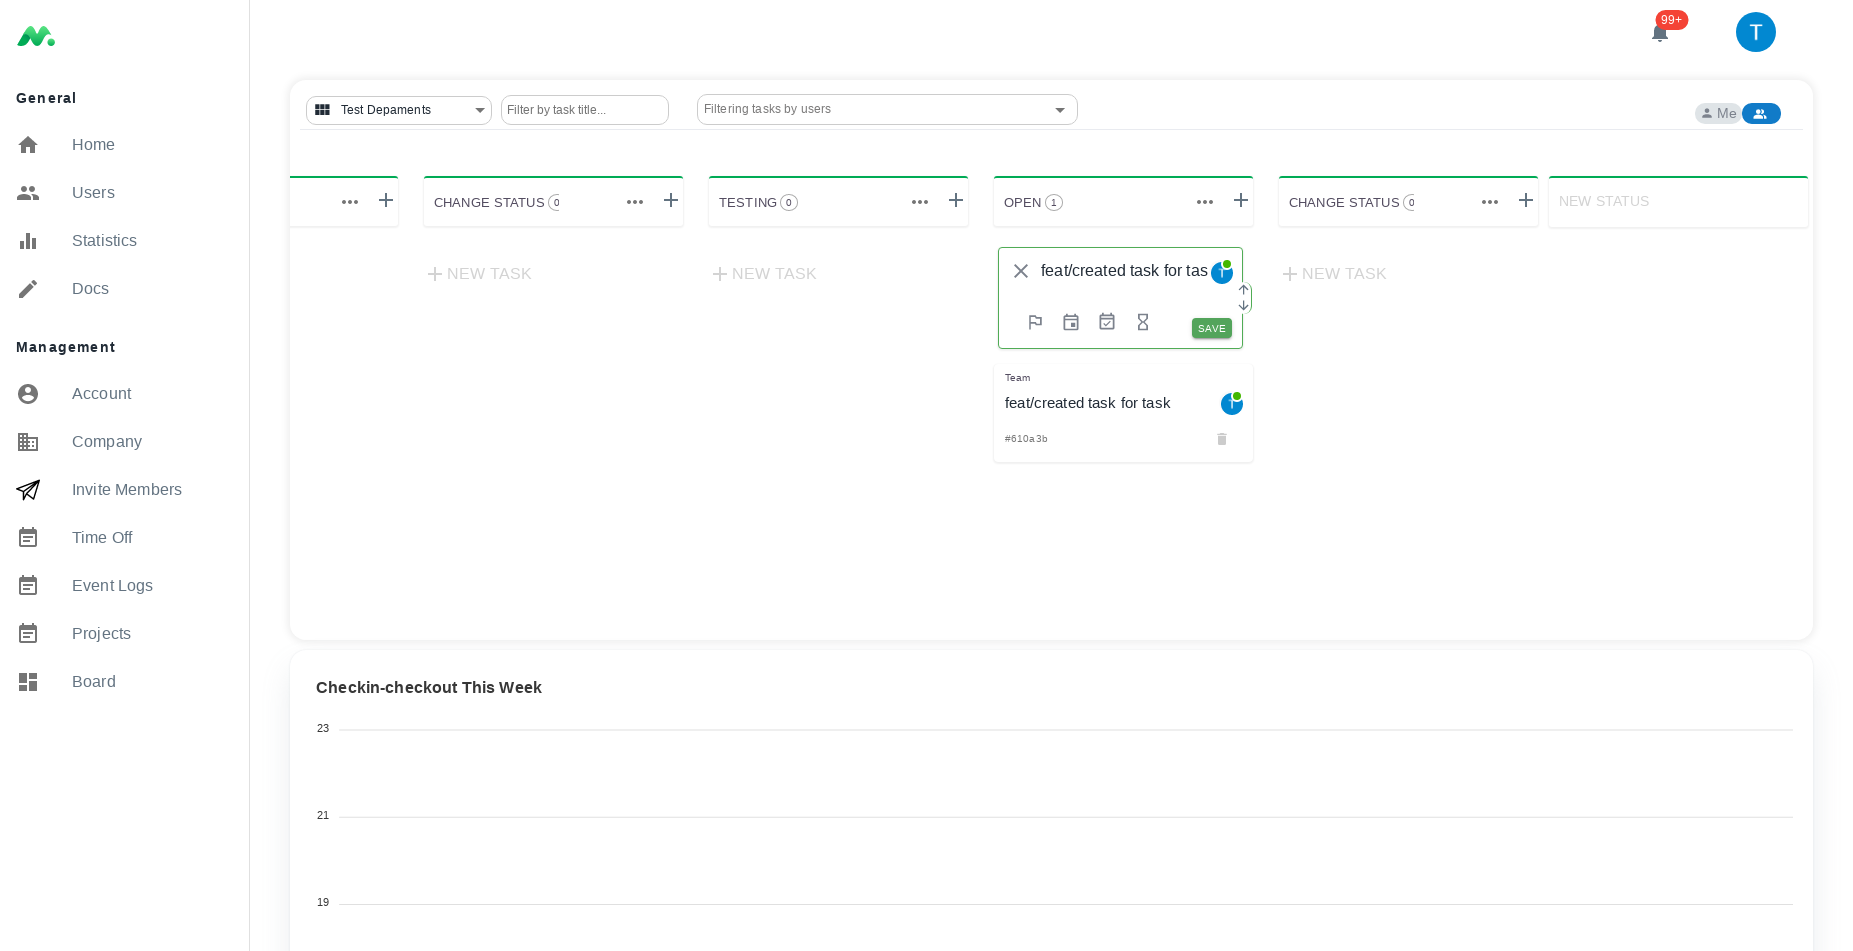 99+
T
General
Home
Users
Statistics
Docs
Management
Account
Company
Invite Members
Time Off
Event Logs
Projects
Board
Test Depaments
Filter by task title...
Filtering tasks by users
Me
CHANGE STATUS 0
TESTING 0
OPEN 1
CHANGE STATUS 0
NEW STATUS
NEW TASK
NEW TASK
feat/created task for tas
T
NEW TASK
SAVE
Team
feat/created task for task
T
#610a3b
Checkin-checkout This Week
23
21
19